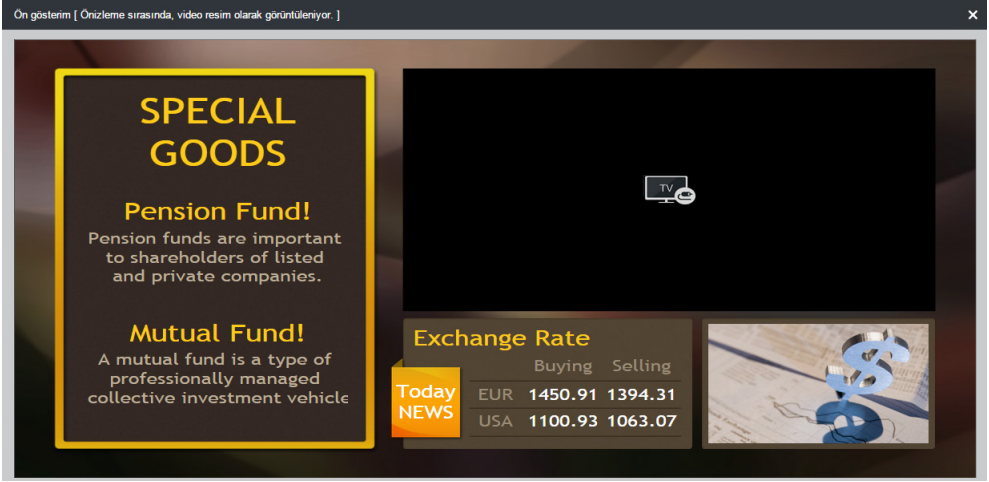 Ön gösterim [ Önizleme sırasında, video resim olarak görüntüleniyor. ]
SPECIAL
GOODS
Pension Fund!
Pension funds are important
to shareholders of listed
and private companies.
Mutual Fund!
A mutual fund is a type of
professionally managed
collective investment vehicle
TV
Exchange Rate
Buying Selling
Today
NEWS
EUR 1450.91 1394.31
USA 1100.93 1063.07